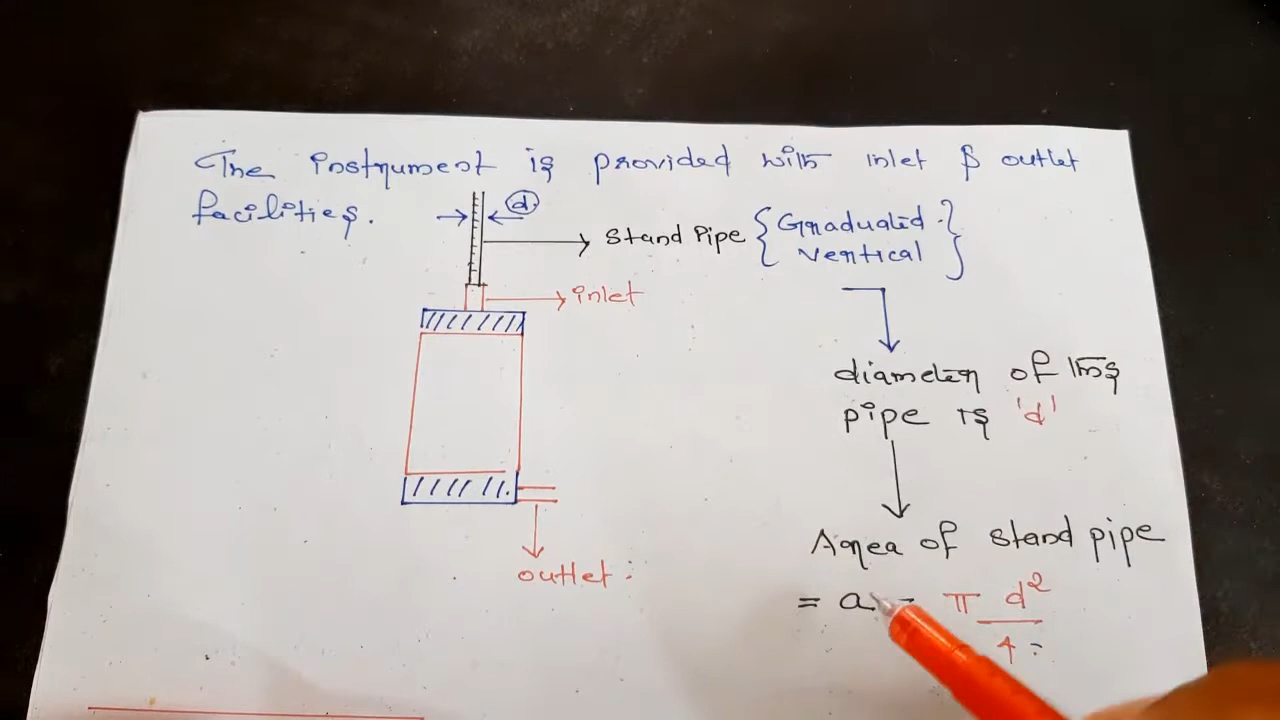 The instrument is provided with inlet & outlet
facilities.
d
Stand Pipe { Graduated
Vertical }
inlet
diameter of this
pipe is 'd'
Area of stand pipe
= a = π d²
4
outlet: